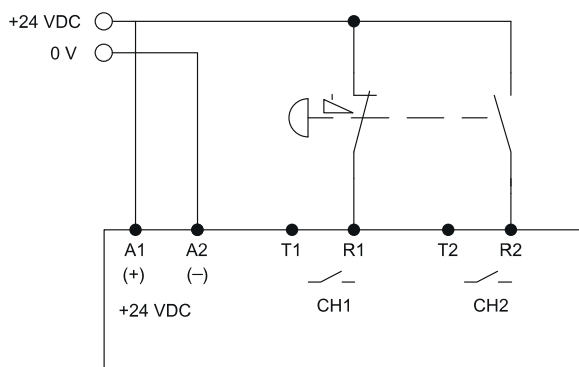 +24 VDC
0 V
A1 A2 T1 R1 T2 R2
(+) (–)
+24 VDC CH1 CH2